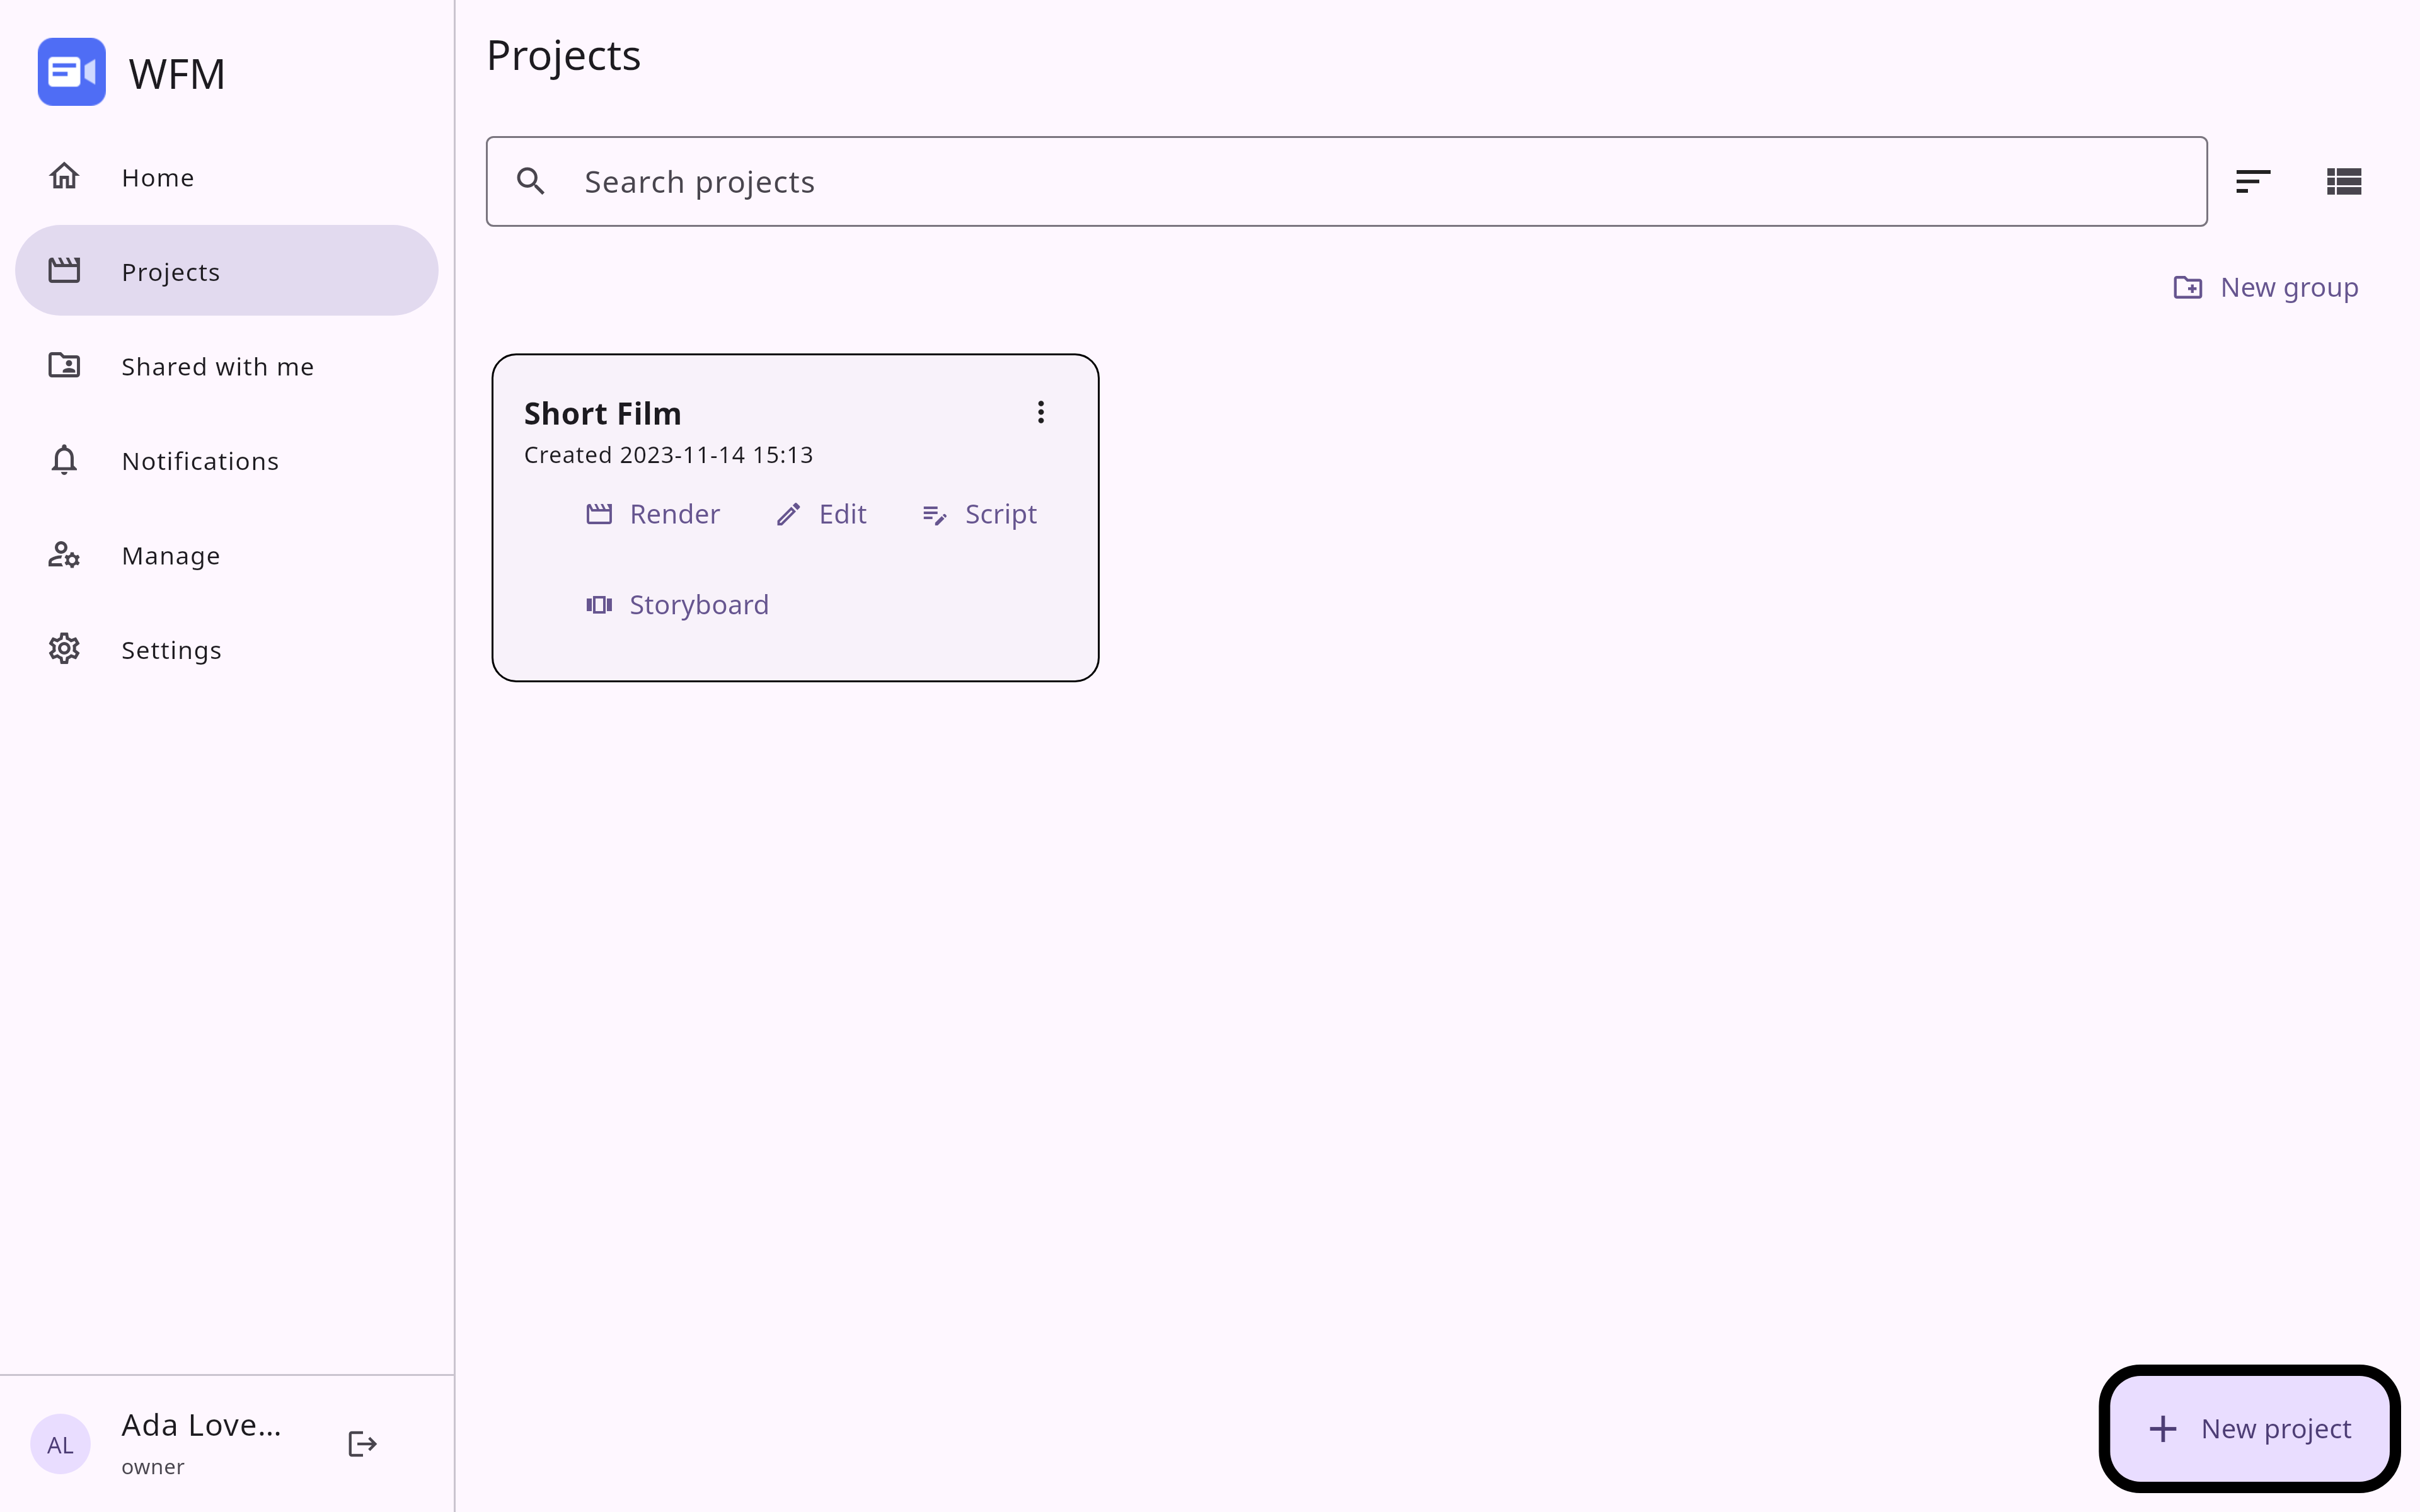 WFM
Home
Projects
Shared with me
Notifications
Manage
Settings
AL
Ada Love…
owner
Projects
Search projects
New group
Short Film
Created 2023-11-14 15:13
Render Edit Script
Storyboard
New project